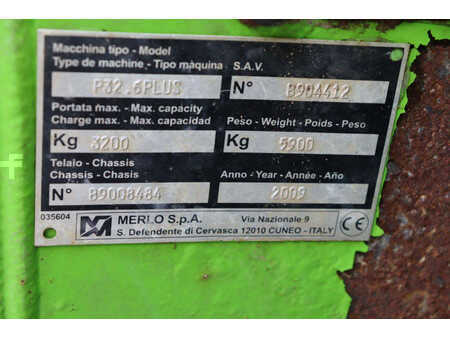 Macchina tipo - Model
Type de machine - Tipo màquina S.A.V.
P32.6PLUS N° B904412
Portata max. - Max. capacity
Charge max. - Max. capacidad Peso - Weight - Poids - Peso
Kg 3200 Kg 5900
Telaio - Chassis
Chassis - Chasis Anno - Year - Année - Año
N° B9008484 2009
035604 MERLO S.p.A. Via Nazionale 9
S. Defendente di Cervasca 12010 CUNEO - ITALY CE